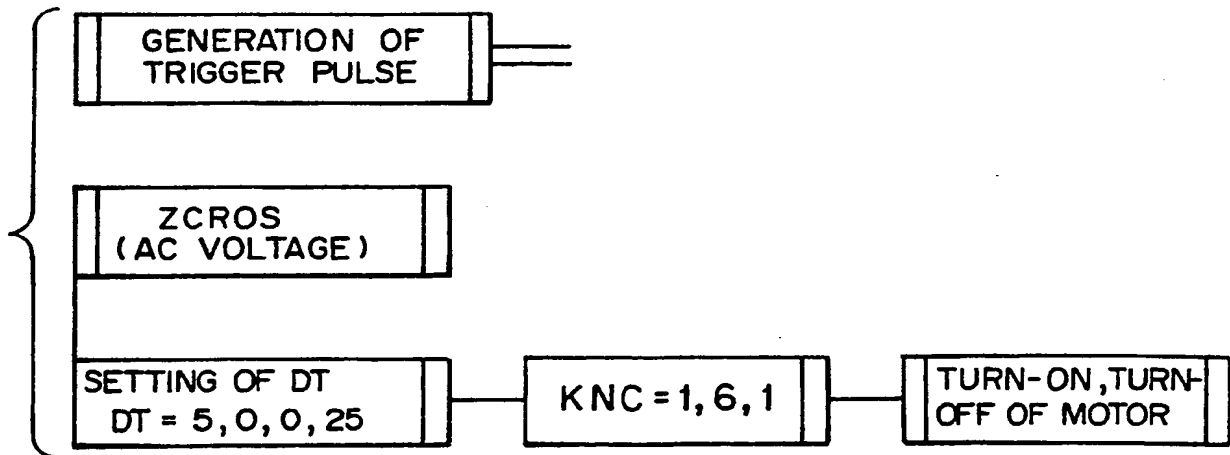 GENERATION OF
TRIGGER PULSE
ZCROS
(AC VOLTAGE)
SETTING OF DT
DT = 5, 0, 0, 25
KNC = 1, 6, 1
TURN-ON, TURN-
OFF OF MOTOR